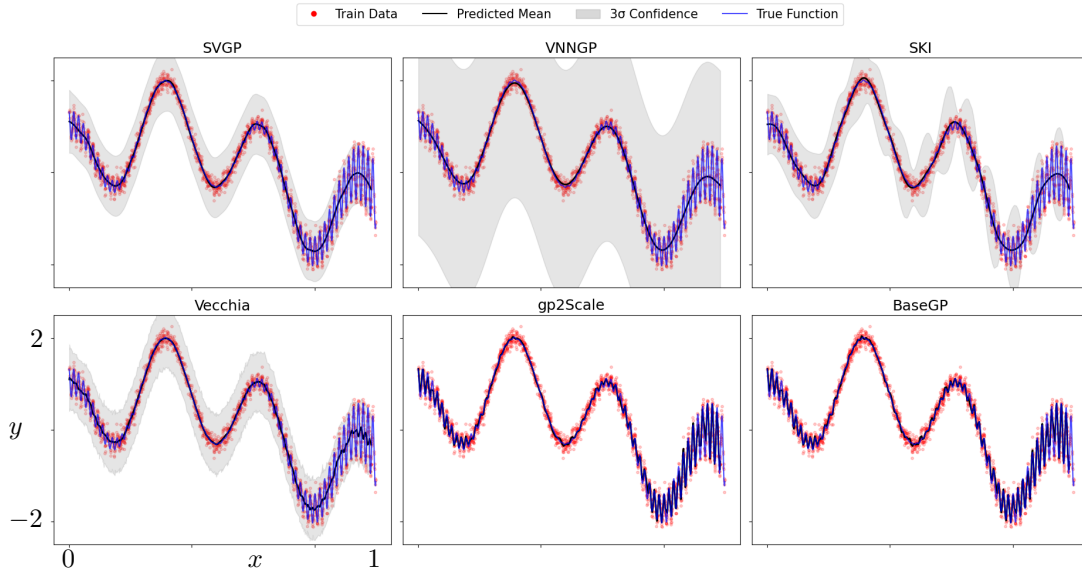 Train Data Predicted Mean 3σ Confidence True Function
SVGP VNNGP SKI
Vecchia gp2Scale BaseGP
2
y
−2
0 x 1